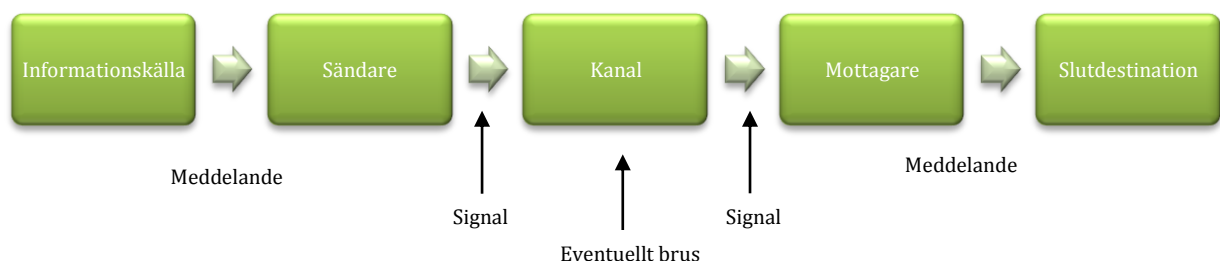 Informationskälla
Sändare
Kanal
Mottagare
Slutdestination
Meddelande
Meddelande
Signal
Signal
Eventuellt brus